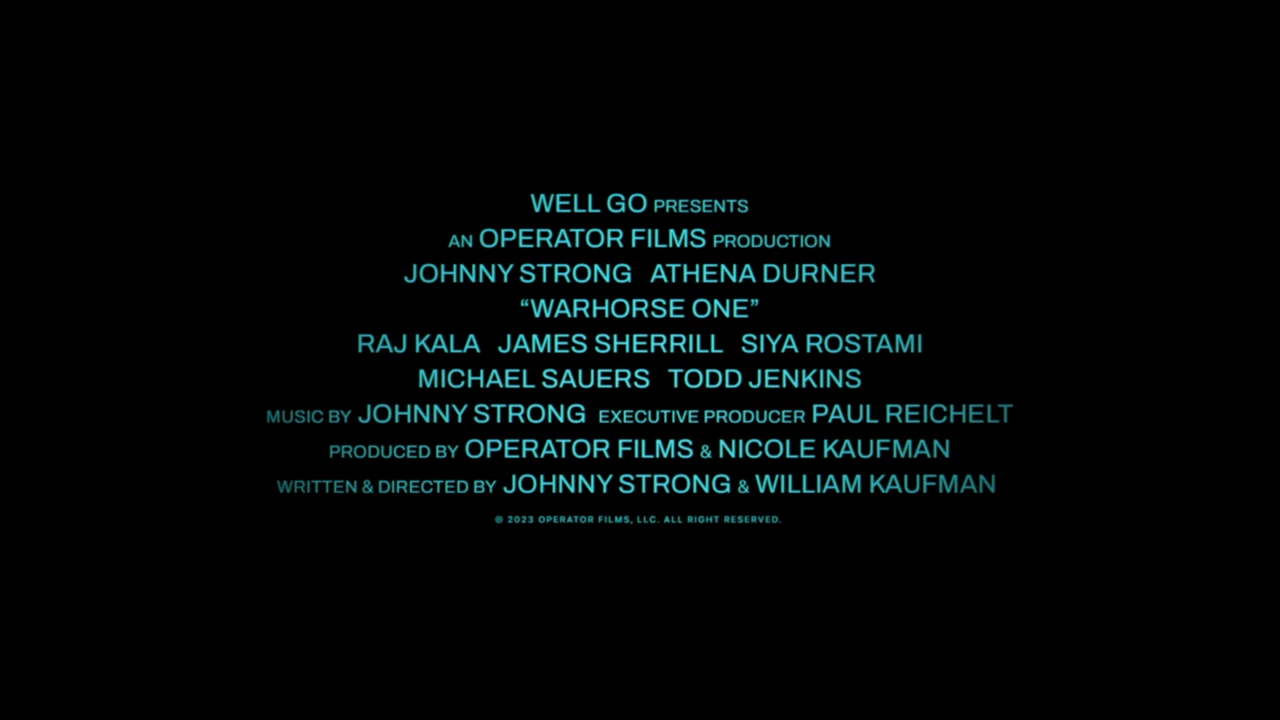 WELL GO PRESENTS
AN OPERATOR FILMS PRODUCTION
JOHNNY STRONG ATHENA DURNER
“WARHORSE ONE”
RAJ KALA JAMES SHERRILL SIYA ROSTAMI
MICHAEL SAUERS TODD JENKINS
MUSIC BY JOHNNY STRONG EXECUTIVE PRODUCER PAUL REICHELT
PRODUCED BY OPERATOR FILMS & NICOLE KAUFMAN
WRITTEN & DIRECTED BY JOHNNY STRONG & WILLIAM KAUFMAN
© 2023 OPERATOR FILMS, LLC. ALL RIGHT RESERVED.